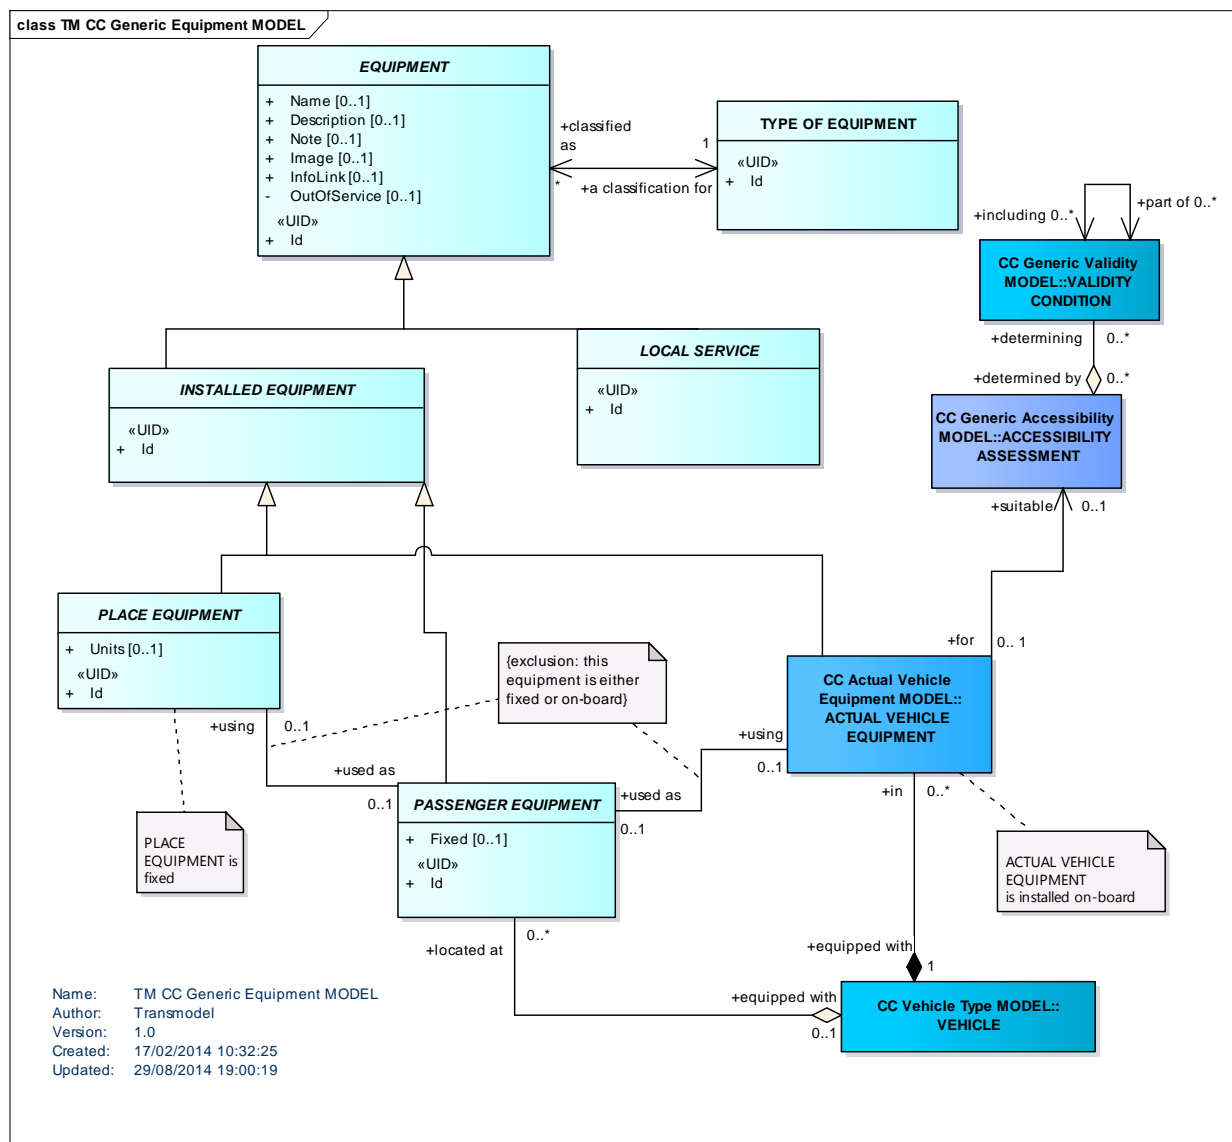 class TM CC Generic Equipment MODEL
EQUIPMENT
+ Name [0..1]
+ Description [0..1]
+ Note [0..1]
+ Image [0..1]
+ InfoLink [0..1]
- OutOfService [0..1]
«UID»
+ Id
+classified
as
*
1
+a classification for
TYPE OF EQUIPMENT
«UID»
+ Id
+including 0..*
+part of 0..*
CC Generic Validity
MODEL::VALIDITY
CONDITION
+determining
0..*
+determined by
0..*
CC Generic Accessibility
MODEL::ACCESSIBILITY
ASSESSMENT
+suitable
0..1
LOCAL SERVICE
«UID»
+ Id
INSTALLED EQUIPMENT
«UID»
+ Id
PLACE EQUIPMENT
+ Units [0..1]
«UID»
+ Id
{exclusion: this
equipment is either
fixed or on-board}
+for
0.. 1
CC Actual Vehicle
Equipment MODEL::
ACTUAL VEHICLE
EQUIPMENT
+using
0..1
+using
0..1
+used as
0..1
+used as
0..1
PASSENGER EQUIPMENT
+ Fixed [0..1]
«UID»
+ Id
+in
0..*
PLACE
EQUIPMENT is
fixed
ACTUAL VEHICLE
EQUIPMENT
is installed on-board
+located at
0..*
+equipped with
1
+equipped with
0..1
CC Vehicle Type MODEL::
VEHICLE
Name: TM CC Generic Equipment MODEL
Author: Transmodel
Version: 1.0
Created: 17/02/2014 10:32:25
Updated: 29/08/2014 19:00:19